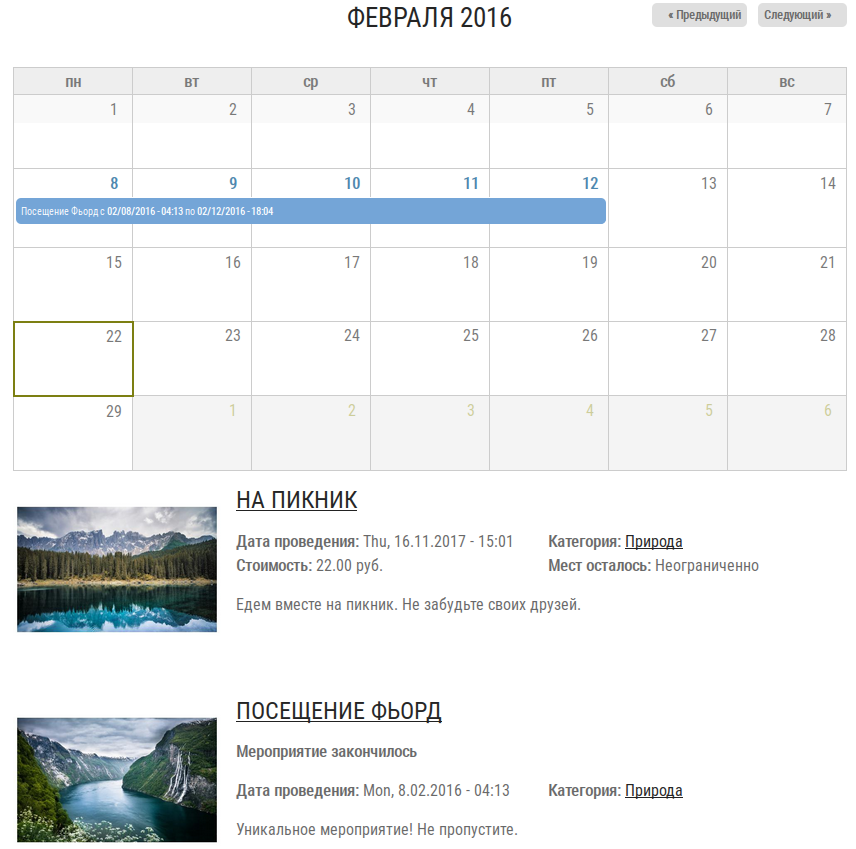 ФЕВРАЛЯ 2016
« Предыдущий Следующий »
пн вт ср чт пт сб вс
1 2 3 4 5 6 7
8 9 10 11 12 13 14
Посещение Фьорд с 02/08/2016 - 04:13 по 02/12/2016 - 18:04
15 16 17 18 19 20 21
22 23 24 25 26 27 28
29 1 2 3 4 5 6
НА ПИКНИК
Дата проведения: Thu, 16.11.2017 - 15:01 Категория: Природа
Стоимость: 22.00 руб. Мест осталось: Неограниченно
Едем вместе на пикник. Не забудьте своих друзей.
ПОСЕЩЕНИЕ ФЬОРД
Мероприятие закончилось
Дата проведения: Mon, 8.02.2016 - 04:13 Категория: Природа
Уникальное мероприятие! Не пропустите.